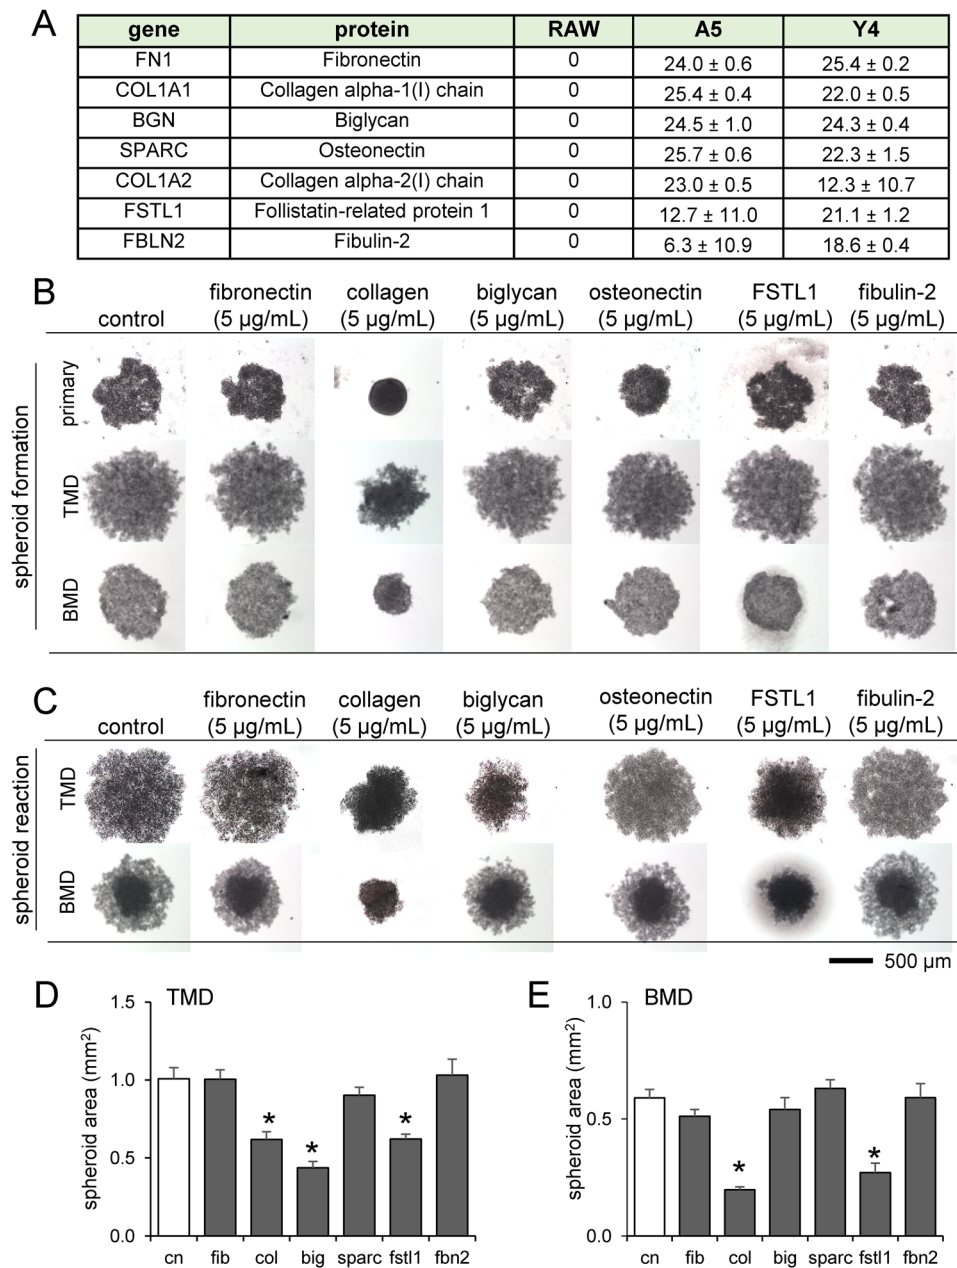 A
gene protein RAW A5 Y4
FN1 Fibronectin 0 24.0 ± 0.6 25.4 ± 0.2
COL1A1 Collagen alpha-1(I) chain 0 25.4 ± 0.4 22.0 ± 0.5
BGN Biglycan 0 24.5 ± 1.0 24.3 ± 0.4
SPARC Osteonectin 0 25.7 ± 0.6 22.3 ± 1.5
COL1A2 Collagen alpha-2(I) chain 0 23.0 ± 0.5 12.3 ± 10.7
FSTL1 Follistatin-related protein 1 0 12.7 ± 11.0 21.1 ± 1.2
FBLN2 Fibulin-2 0 6.3 ± 10.9 18.6 ± 0.4
B
fibronectin collagen biglycan osteonectin FSTL1 fibulin-2
control (5 µg/mL) (5 µg/mL) (5 µg/mL) (5 µg/mL) (5 µg/mL) (5 µg/mL)
spheroid formation
primary
TMD
BMD
C
fibronectin collagen biglycan osteonectin FSTL1 fibulin-2
control (5 µg/mL) (5 µg/mL) (5 µg/mL) (5 µg/mL) (5 µg/mL) (5 µg/mL)
spheroid reaction
TMD
BMD
500 µm
D
TMD
spheroid area (mm²)
1.5
1.0
0.5
0.0
* * *
cn fib col big sparc fstl1 fbn2
E
BMD
spheroid area (mm²)
1.0
0.5
0.0
* *
cn fib col big sparc fstl1 fbn2